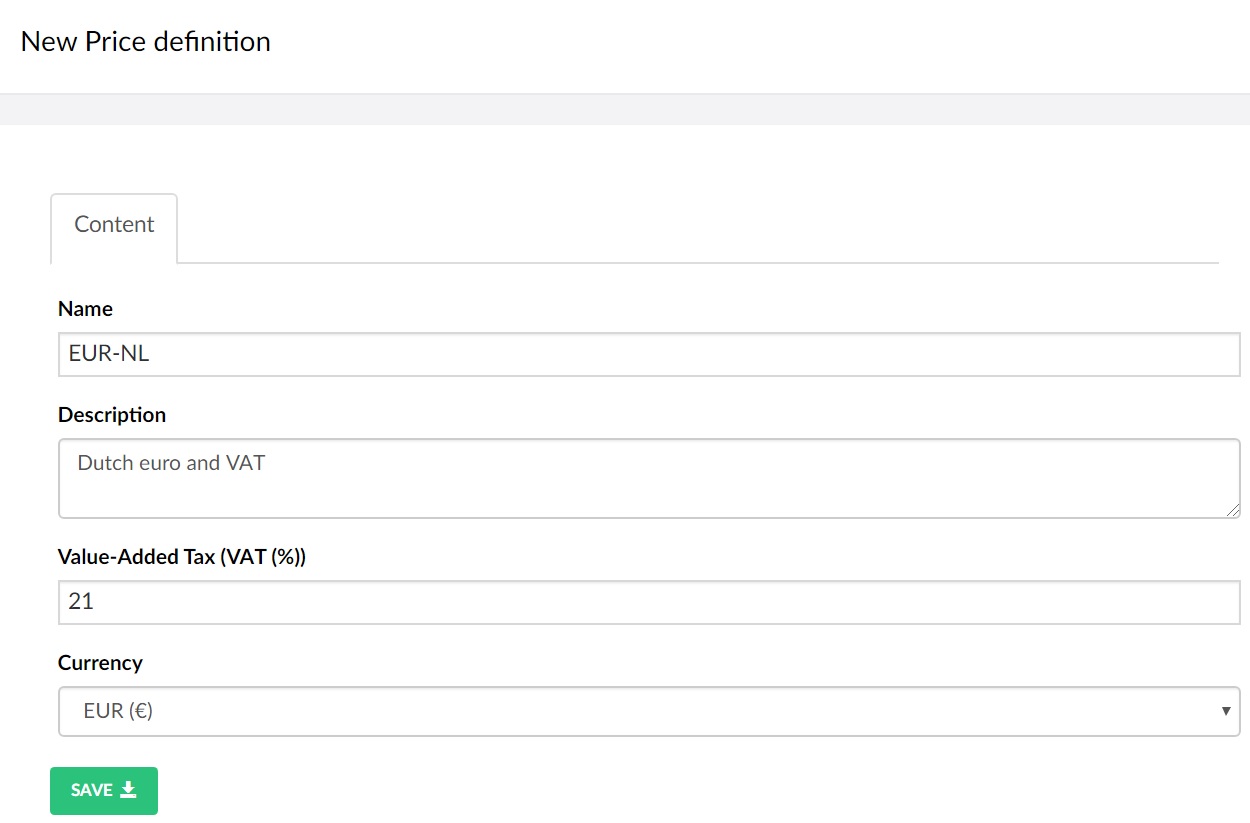 New Price definition
Content
Name
EUR-NL
Description
Dutch euro and VAT
Value-Added Tax (VAT (%))
21
Currency
EUR (€)
SAVE